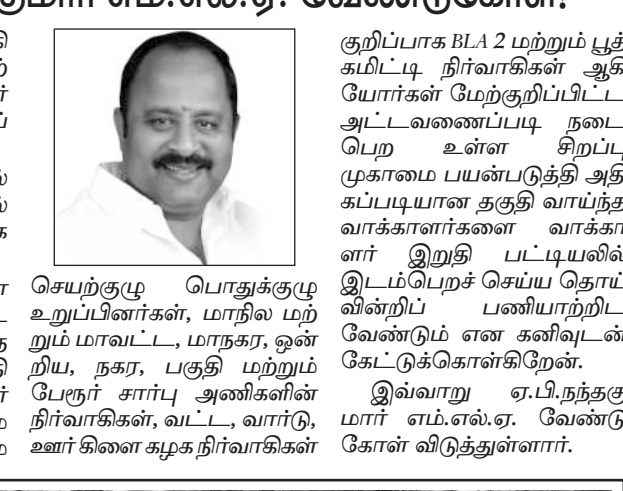 குமார் எம்.எல்.ஏ. வேண்டுகோள்!
செயற்குழு பொதுக்குழு
உறுப்பினர்கள், மாநில மற்
றும் மாவட்ட, மாநகர, ஒன்
றிய, நகர, பகுதி மற்றும்
பேரூர் சார்பு அணிகளின்
நிர்வாகிகள், வட்ட, வார்டு,
ஊர் கிளை கழக நிர்வாகிகள்
குறிப்பாக BLA 2 மற்றும் பூத்
கமிட்டி நிர்வாகிகள் ஆகி
யோர்கள் மேற்குறிப்பிட்ட
அட்டவணைப்படி நடை
பெற உள்ள சிறப்பு
முகாமை பயன்படுத்தி அதி
கப்படியான தகுதி வாய்ந்த
வாக்காளர்களை வாக்கா
ளர் இறுதி பட்டியலில்
இடம்பெறச் செய்ய தொய்
வின்றிப் பணியாற்றிட
வேண்டும் என கனிவுடன்
கேட்டுக்கொள்கிறேன்.
இவ்வாறு ஏ.பி.நந்தகு
மார் எம்.எல்.ஏ. வேண்டு
கோள் விடுத்துள்ளார்.